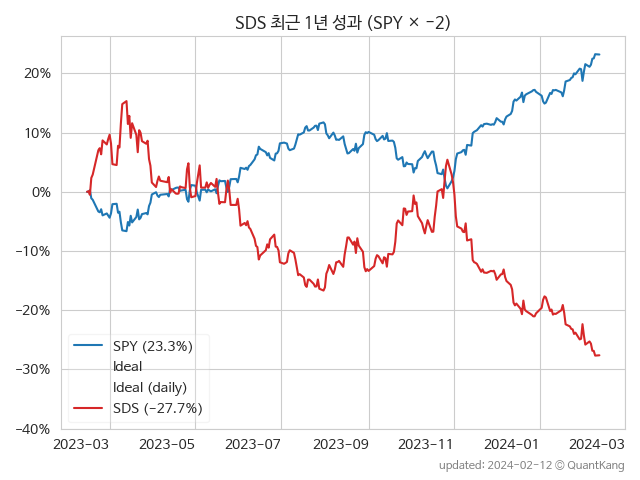 SDS 최근 1년 성과 (SPY × −2)
20%
10%
0%
−10%
−20%
−30%
−40%
SPY (23.3%)
Ideal
Ideal (daily)
SDS (−27.7%)
2023−03
2023−05
2023−07
2023−09
2023−11
2024−01
2024−03
updated: 2024−02−12 © QuantKang